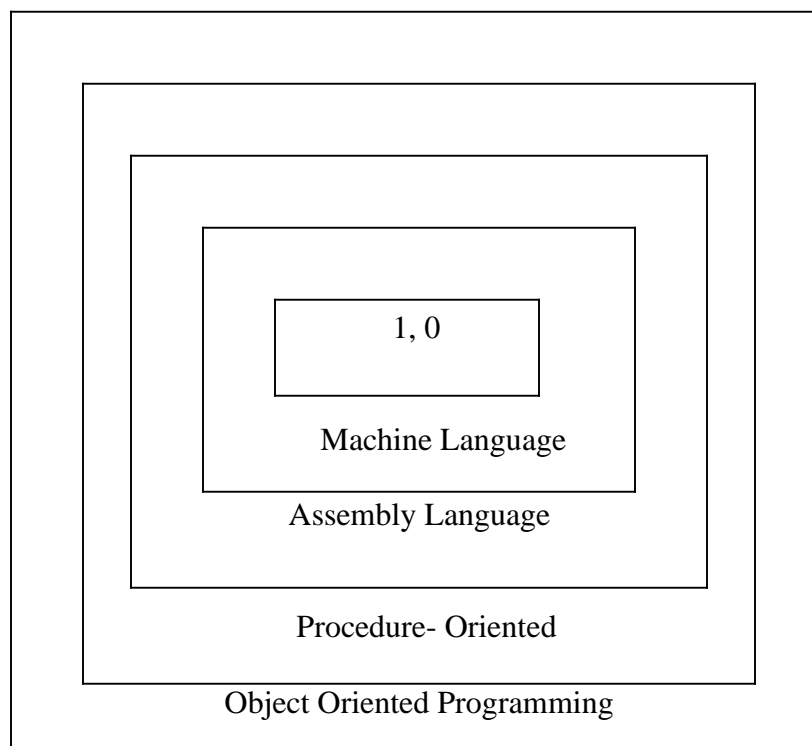 1, 0
Machine Language
Assembly Language
Procedure- Oriented
Object Oriented Programming